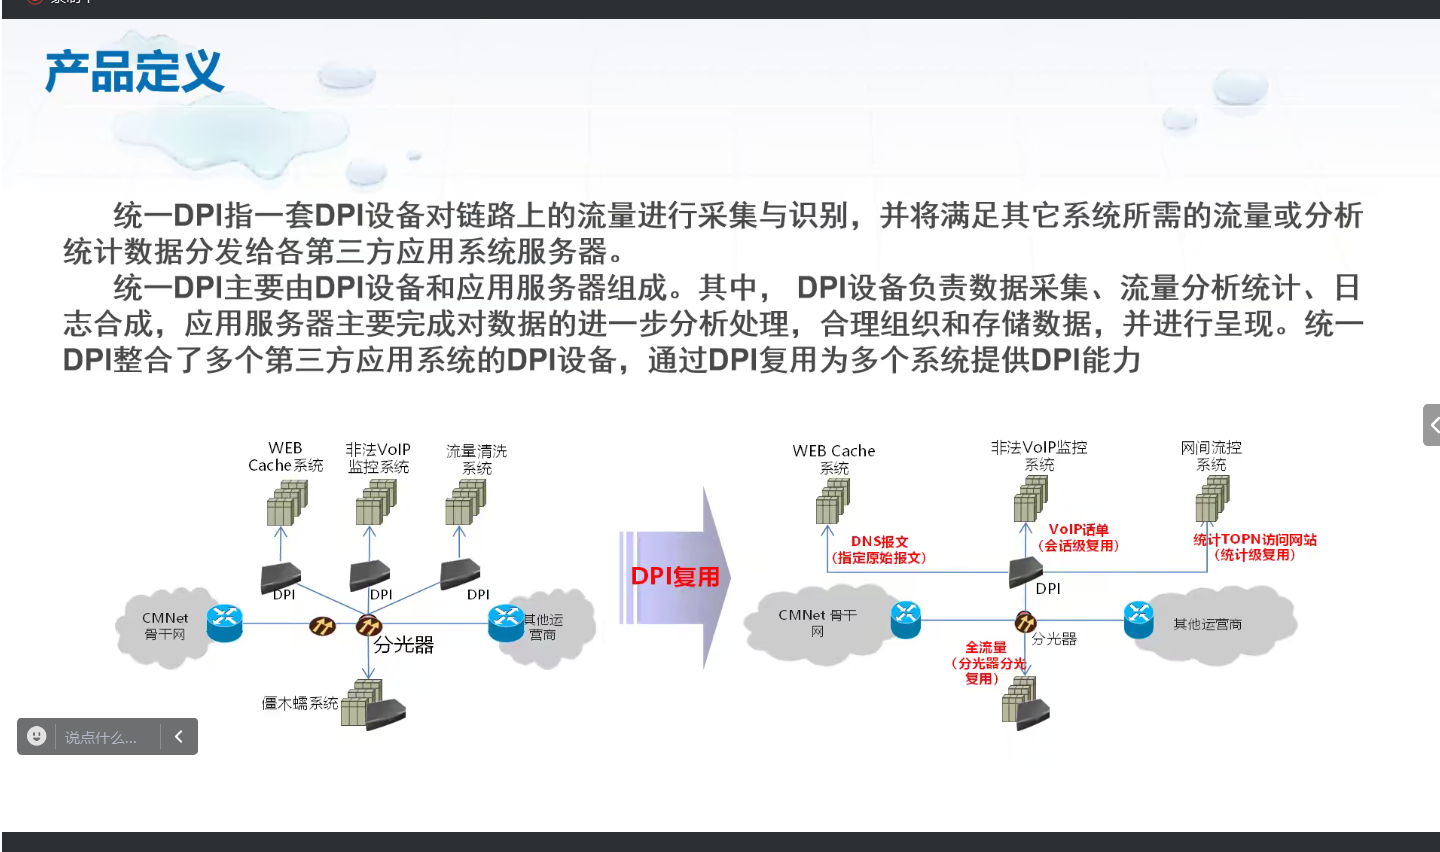 产品定义
统一DPI指一套DPI设备对链路上的流量进行采集与识别，并将满足其它系统所需的流量或分析
统计数据分发给各第三方应用系统服务器。
统一DPI主要由DPI设备和应用服务器组成。其中， DPI设备负责数据采集、流量分析统计、日
志合成，应用服务器主要完成对数据的进一步分析处理，合理组织和存储数据，并进行呈现。统一
DPI整合了多个第三方应用系统的DPI设备，通过DPI复用为多个系统提供DPI能力
WEB
Cache系统
非法VoIP
监控系统
流量清洗
系统
DPI
DPI
DPI
CMNet
骨干网
其他运
营商
分光器
僵木蠕系统
DPI复用
WEB Cache
系统
非法VoIP监控
系统
网间流控
系统
DNS报文
（指定原始报文）
VoIP话单
（会话级复用）
统计TOPN访问网站
（统计级复用）
DPI
CMNet 骨干
网
其他运营商
分光器
全流量
（分光器分光
复用）
说点什么...